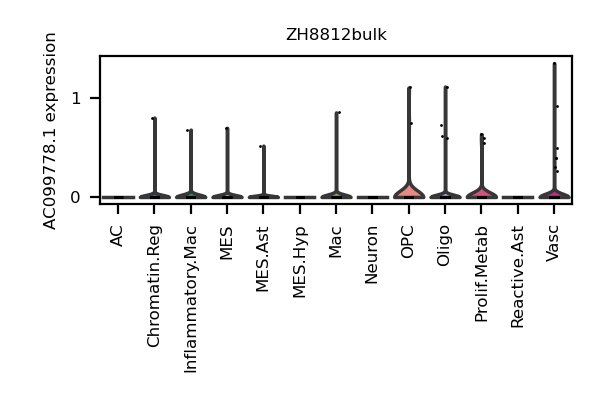 ZH8812bulk
AC099778.1 expression
1
0
AC
Chromatin.Reg
Inflammatory.Mac
MES
MES.Ast
MES.Hyp
Mac
Neuron
OPC
Oligo
Prolif.Metab
Reactive.Ast
Vasc